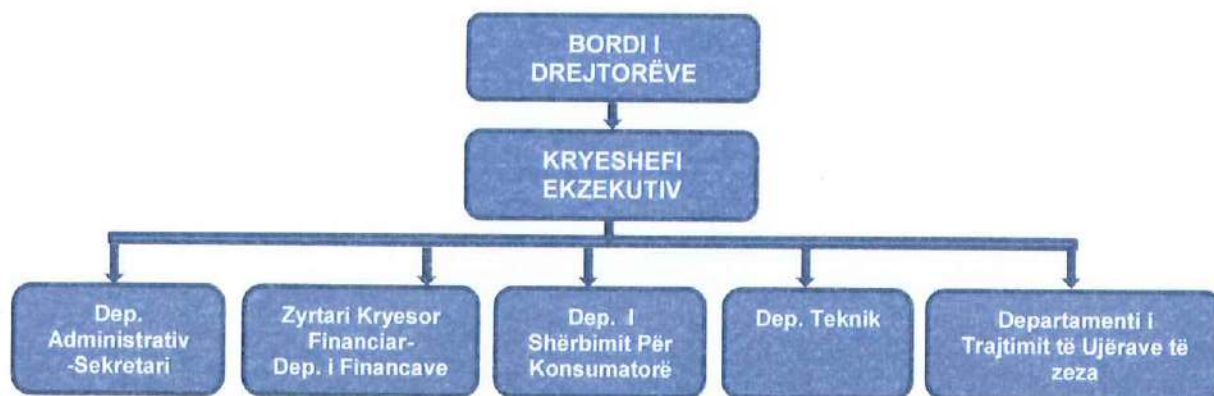 BORDI I
DREJTORËVE
KRYESHEFI
EKZEKUTIV
Dep.
Administrativ
-Sekretari
Zyrtari Kryesor
Financiar-
Dep. i Financave
Dep. I
Shërbimit Për
Konsumatorë
Dep. Teknik
Departamenti i
Trajtimit të Ujërave të
zeza